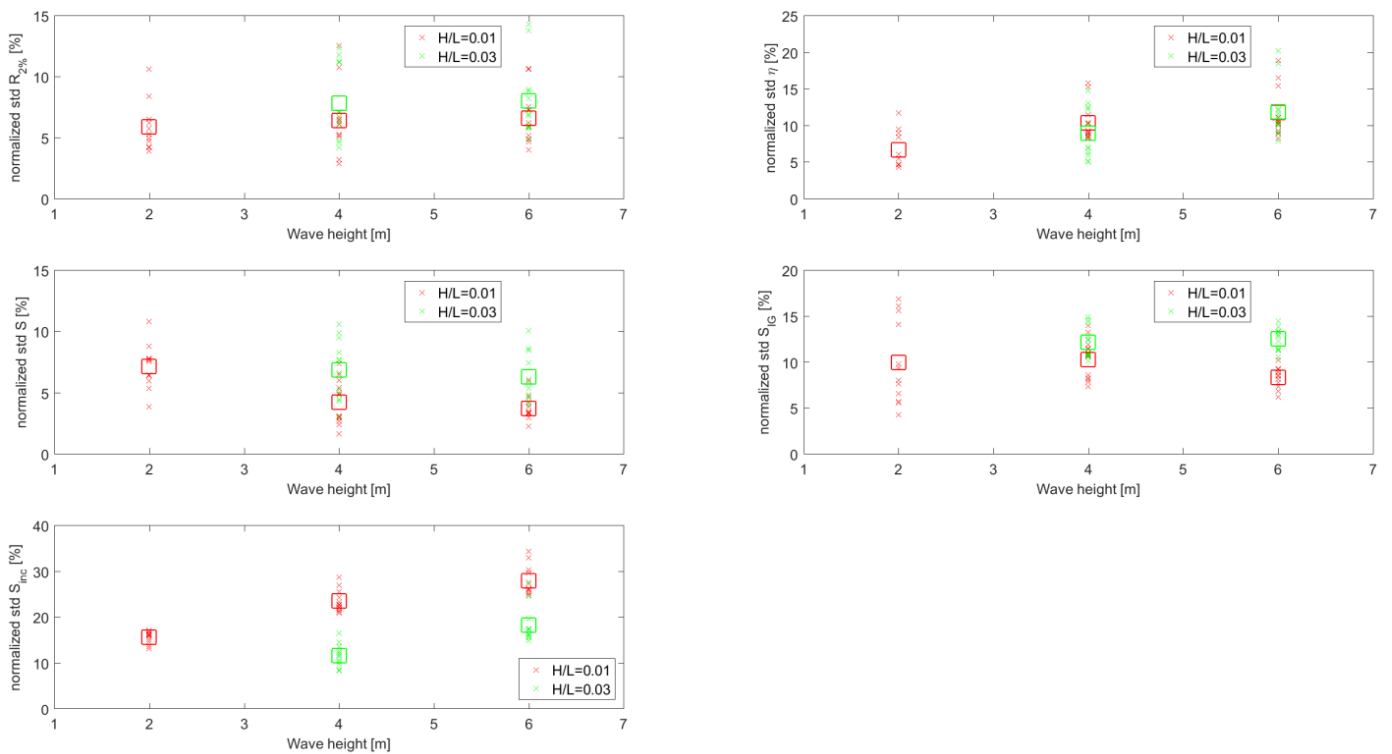 normalized std R2% [%]
15
10
5
0
1 2 3 4 5 6 7
Wave height [m]
H/L=0.01
H/L=0.03
normalized std η [%]
25
20
15
10
5
0
1 2 3 4 5 6 7
Wave height [m]
H/L=0.01
H/L=0.03
normalized std S [%]
15
10
5
0
1 2 3 4 5 6 7
Wave height [m]
H/L=0.01
H/L=0.03
normalized std SIG [%]
20
15
10
5
0
1 2 3 4 5 6 7
Wave height [m]
H/L=0.01
H/L=0.03
normalized std Sinc [%]
40
30
20
10
0
1 2 3 4 5 6 7
Wave height [m]
H/L=0.01
H/L=0.03